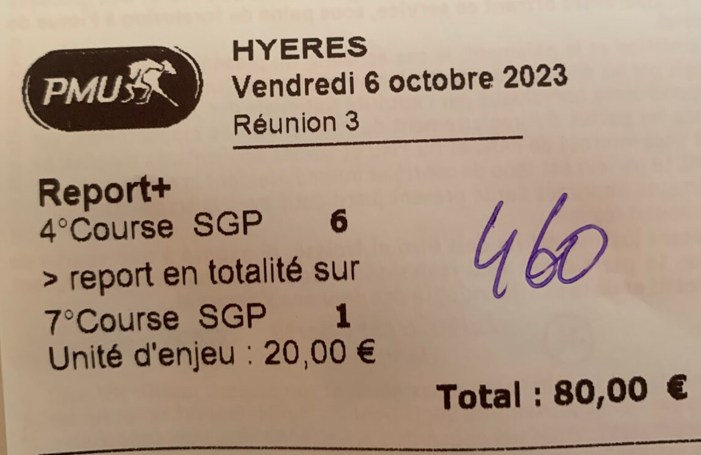 PMU
HYERES
Vendredi 6 octobre 2023
Réunion 3
Report+
4°Course SGP 6
> report en totalité sur
7°Course SGP 1
Unité d'enjeu : 20,00 €
460
Total : 80,00 €